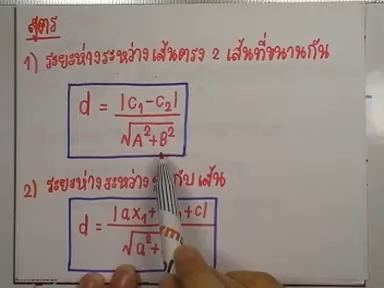 สูตร
1) ระยะห่างระหว่างเส้นตรง 2 เส้นที่ขนานกัน
d = |C₁-C₂| / √A²+B²
2) ระยะห่างระหว่าง กับเส้น
d = |ax₁+ ₁+c| / √a²+